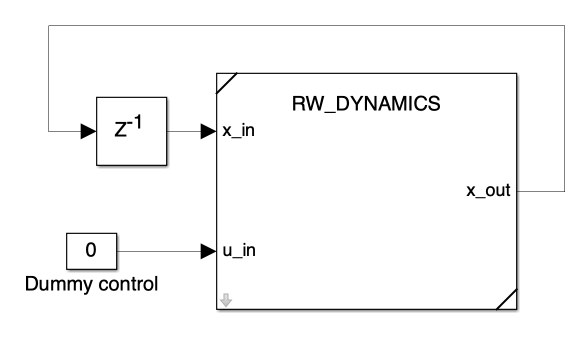 RW_DYNAMICS
Z-1
x_in
x_out
0
u_in
Dummy control